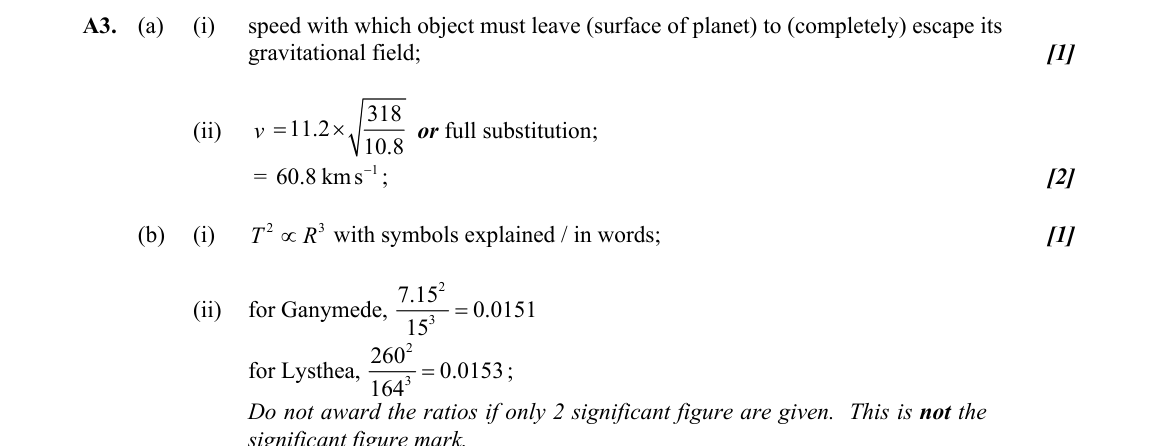 A3. (a) (i) speed with which object must leave (surface of planet) to (completely) escape its
gravitational field; [1]
(ii) v = 11.2 × √(318/10.8) or full substitution;
= 60.8 km s⁻¹ ; [2]
(b) (i) T² ∝ R³ with symbols explained / in words; [1]
(ii) for Ganymede, 7.15²/15³ = 0.0151
for Lysthea, 260²/164³ = 0.0153 ;
Do not award the ratios if only 2 significant figure are given. This is not the
significant figure mark.